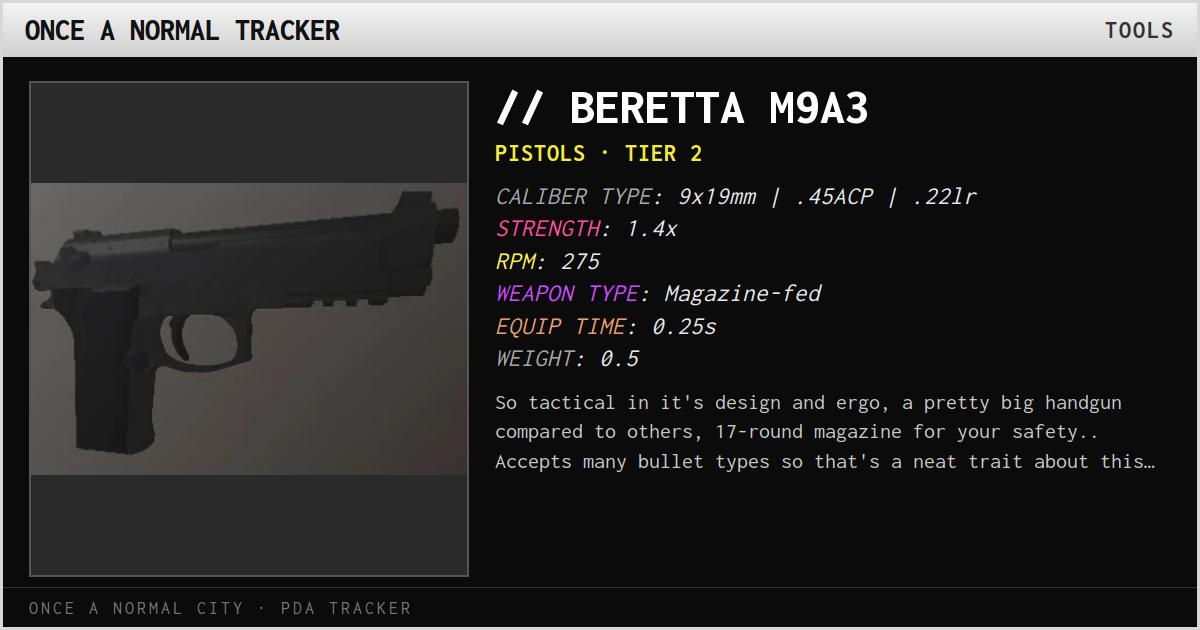 ONCE A NORMAL TRACKER
TOOLS
// BERETTA M9A3
PISTOLS · TIER 2
CALIBER TYPE: 9x19mm | .45ACP | .22lr
STRENGTH: 1.4x
RPM: 275
WEAPON TYPE: Magazine-fed
EQUIP TIME: 0.25s
WEIGHT: 0.5
So tactical in it's design and ergo, a pretty big handgun
compared to others, 17-round magazine for your safety..
Accepts many bullet types so that's a neat trait about this…
ONCE A NORMAL CITY · PDA TRACKER